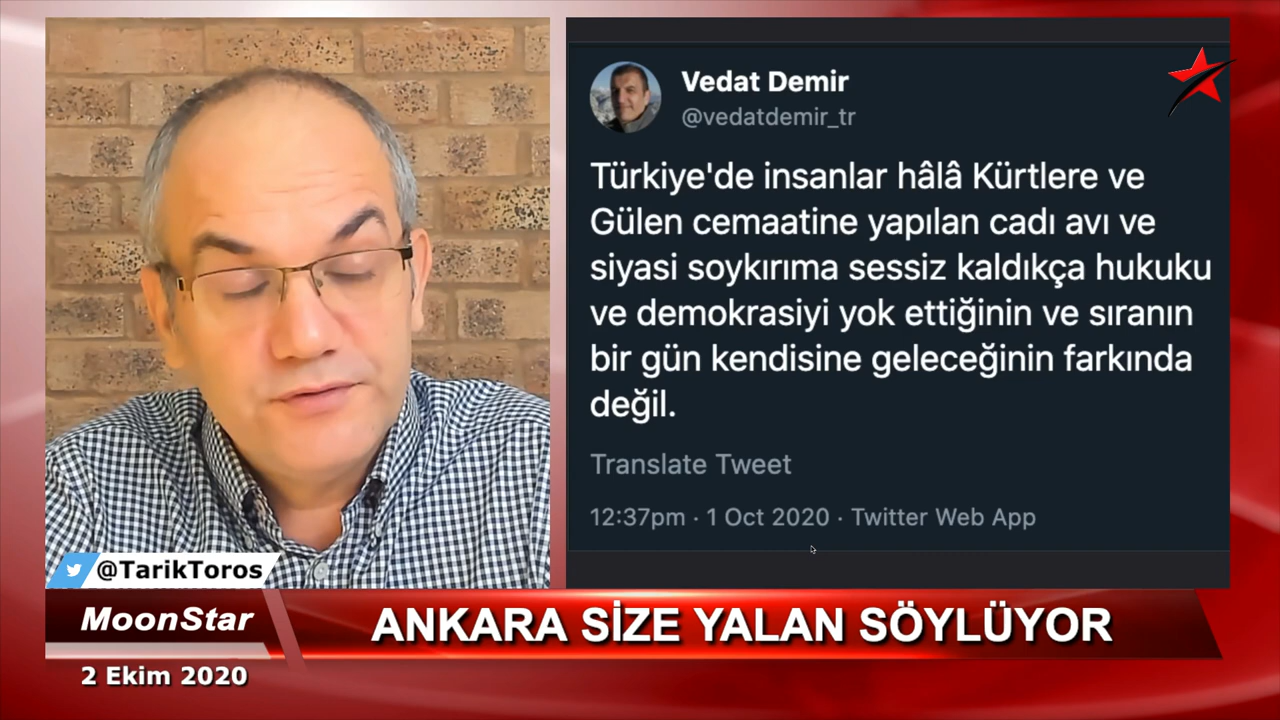 Vedat Demir
@vedatdemir_tr
Türkiye'de insanlar hâlâ Kürtlere ve
Gülen cemaatine yapılan cadı avı ve
siyasi soykırıma sessiz kaldıkça hukuku
ve demokrasiyi yok ettiğinin ve sıranın
bir gün kendisine geleceğinin farkında
değil.
Translate Tweet
12:37pm · 1 Oct 2020 · Twitter Web App
@TarikToros
MoonStar
ANKARA SİZE YALAN SÖYLÜYOR
2 Ekim 2020